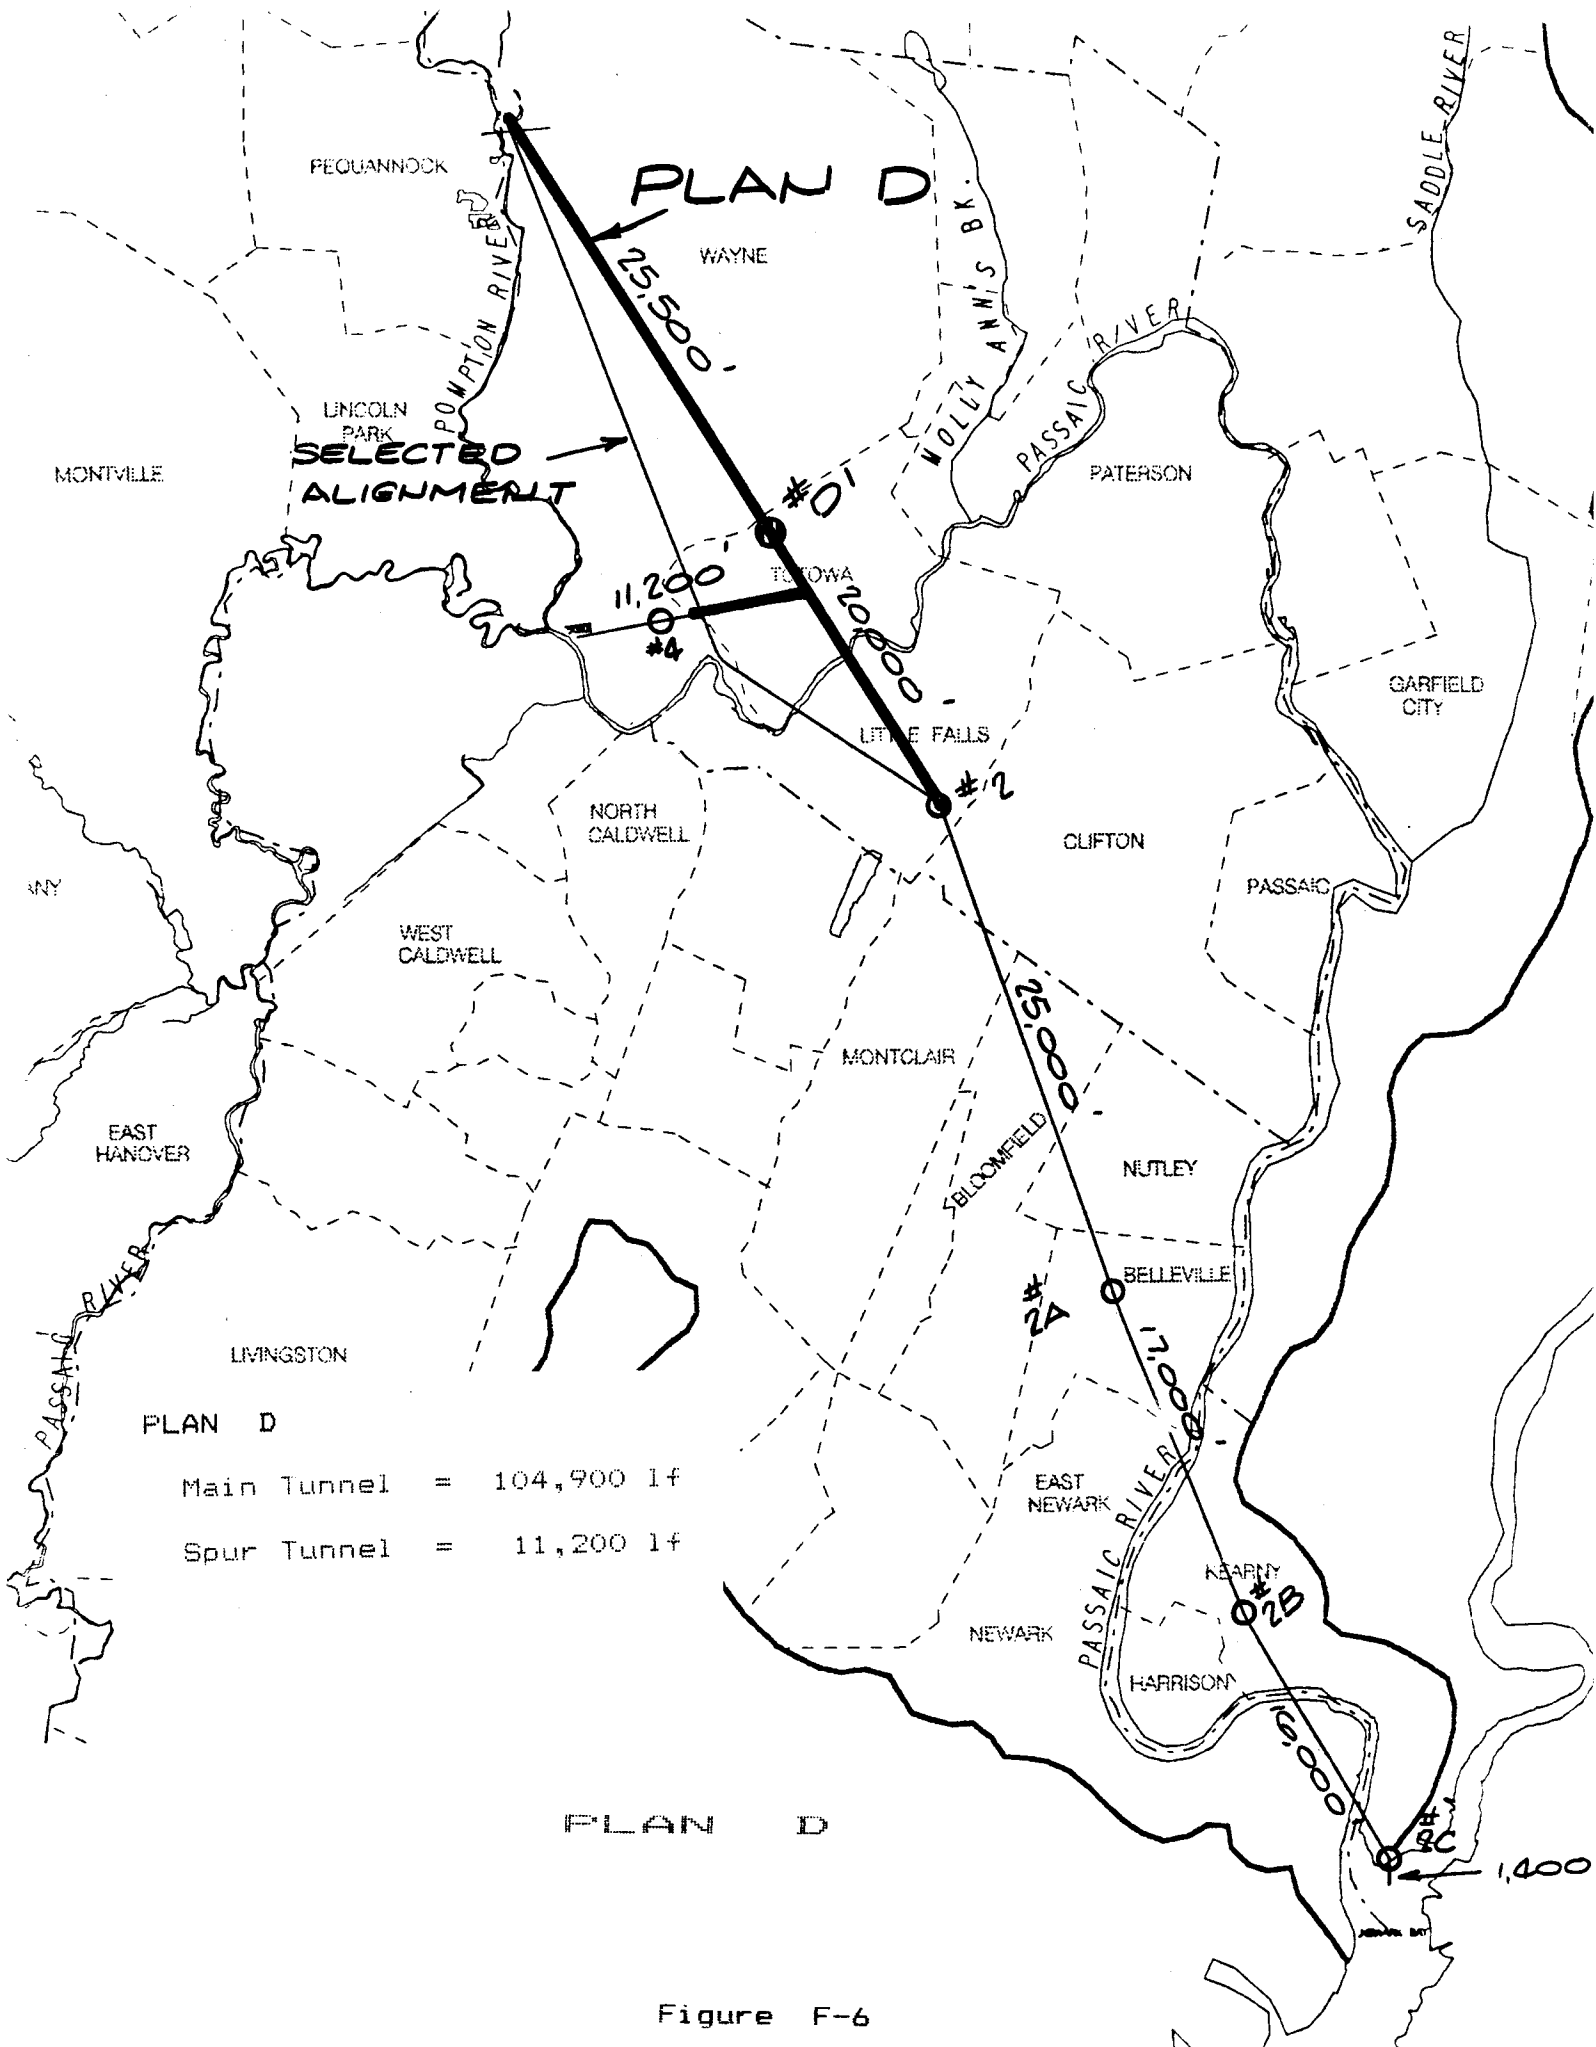 SADDLE RIVER
PEQUANNOCK
PLAN D
WAYNE
MOLLY ANN'S BK.
25,500'
POMPTON RIVER
PASSAIC RIVER
LINCOLN
PARK
SELECTED
ALIGNMENT
MONTVILLE
PATERSON
#D'
TOTOWA
11,200'
#4
20,000'
GARFIELD
CITY
LITTLE FALLS
#2
NORTH
CALDWELL
CLIFTON
PASSAIC
ANY
WEST
CALDWELL
25,000'
MONTCLAIR
EAST
HANOVER
BLOOMFIELD
NUTLEY
BELLEVILLE
#
2A
PASSAIC RIVER
LIVINGSTON
17,000'
PLAN D
Main Tunnel = 104,900 lf
Spur Tunnel = 11,200 lf
EAST
NEWARK
PASSAIC RIVER
KEARNY
#
2B
NEWARK
HARRISON
16,000'
PLAN D
#
2C
1,400
NEWARK BAY
Figure F-6